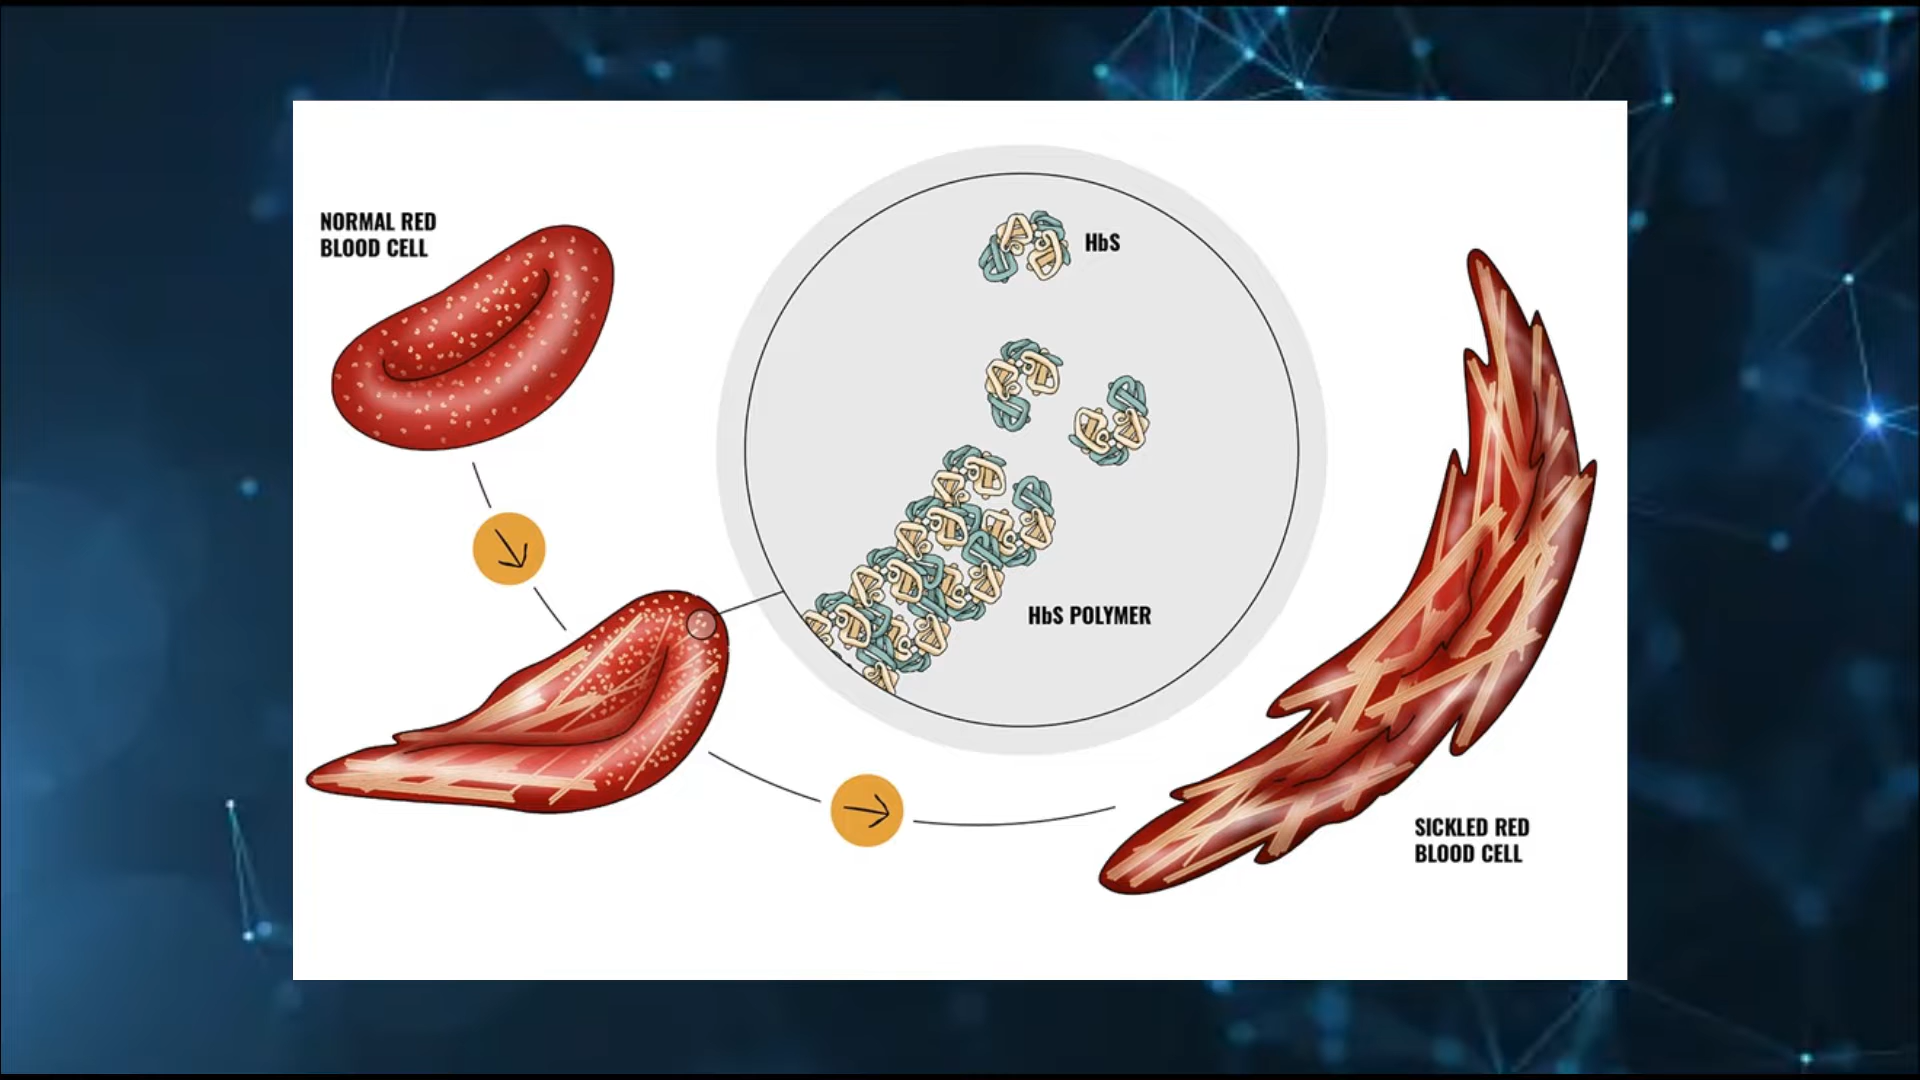 NORMAL RED
BLOOD CELL
HbS
HbS POLYMER
SICKLED RED
BLOOD CELL